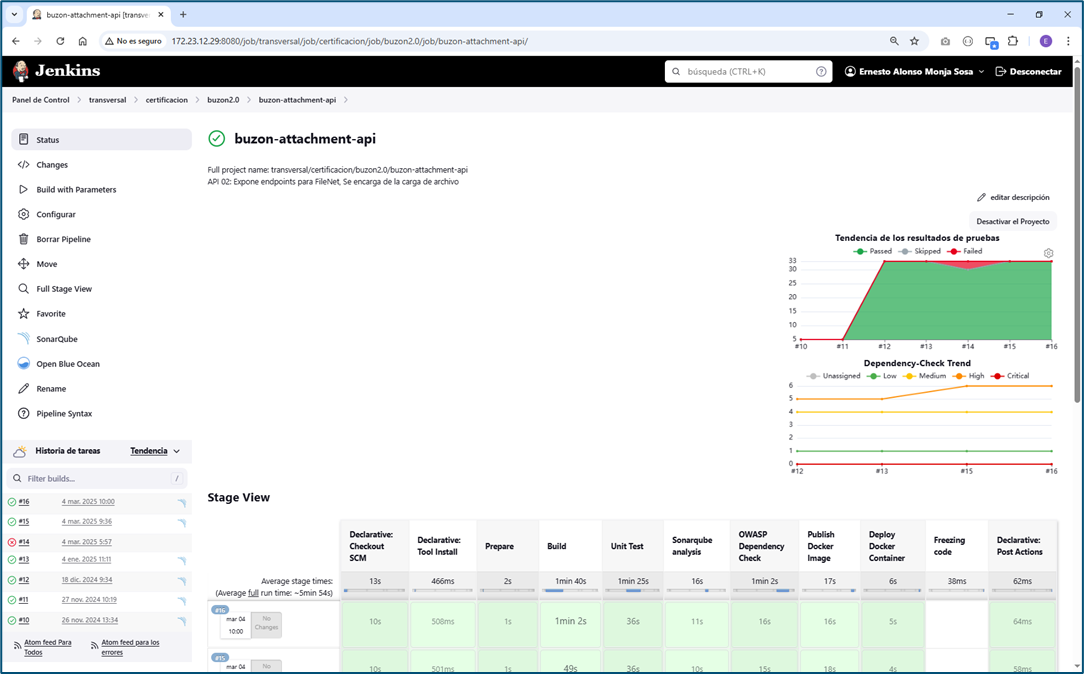 buzon-attachment-api [transver
No es seguro
172.23.12.29:8080/job/transversal/job/certificacion/job/buzon2.0/job/buzon-attachment-api/
E
Jenkins
búsqueda (CTRL+K)
Ernesto Alonso Monja Sosa
Desconectar
Panel de Control > transversal > certificacion > buzon2.0 > buzon-attachment-api >
Status
Changes
Build with Parameters
Configurar
Borrar Pipeline
Move
Full Stage View
Favorite
SonarQube
Open Blue Ocean
Rename
Pipeline Syntax
Historia de tareas Tendencia
Filter builds... /
#16 4 mar. 2025 10:00
#15 4 mar. 2025 9:36
#14 4 mar. 2025 5:57
#13 4 ene. 2025 11:11
#12 18 dic. 2024 9:34
#11 27 nov. 2024 10:19
#10 26 nov. 2024 13:34
Atom feed Para Todos
Atom feed para los errores
buzon-attachment-api
Full project name: transversal/certificacion/buzon2.0/buzon-attachment-api
API 02: Expone endpoints para FileNet, Se encarga de la carga de archivo
editar descripción
Desactivar el Proyecto
Tendencia de los resultados de pruebas
Passed Skipped Failed
33
30
25
20
15
10
5
#10 #11 #12 #13 #14 #15 #16
Dependency-Check Trend
Unassigned Low Medium High Critical
6
5
4
3
2
1
0
#12 #13 #15 #16
Stage View
Declarative: Checkout SCM
Declarative: Tool Install
Prepare
Build
Unit Test
Sonarqube analysis
OWASP Dependency Check
Publish Docker Image
Deploy Docker Container
Freezing code
Declarative: Post Actions
Average stage times:
(Average full run time: ~5min 54s)
13s 466ms 2s 1min 40s 1min 25s 16s 1min 2s 17s 6s 38ms 62ms
#16
mar 04
10:00
No Changes
10s 508ms 1s 1min 2s 36s 11s 16s 16s 5s 64ms
#15
mar 04
No
10s 501ms 1s 49s 36s 10s 15s 18s 4s 58ms